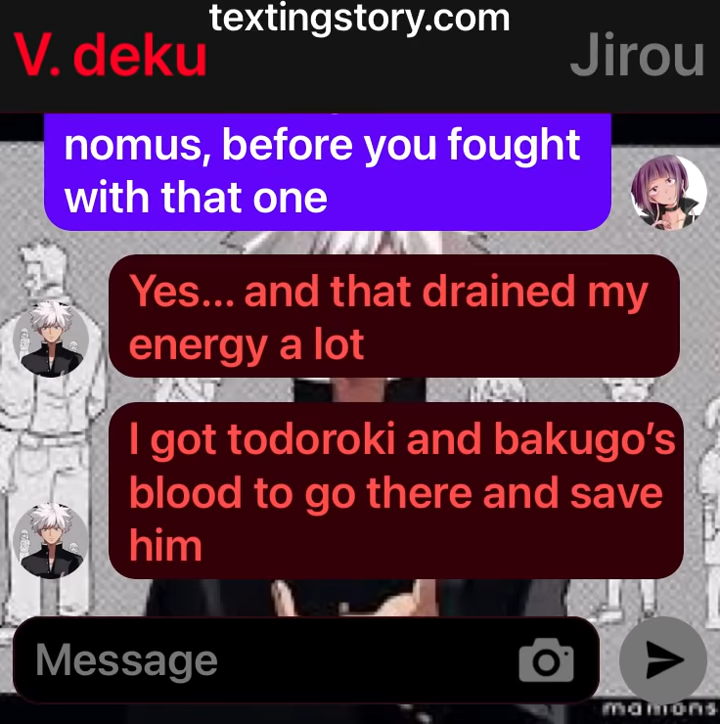 textingstory.com
V. deku
Jirou
nomus, before you fought
with that one
Yes... and that drained my
energy a lot
I got todoroki and bakugo's
blood to go there and save
him
Message
mamons